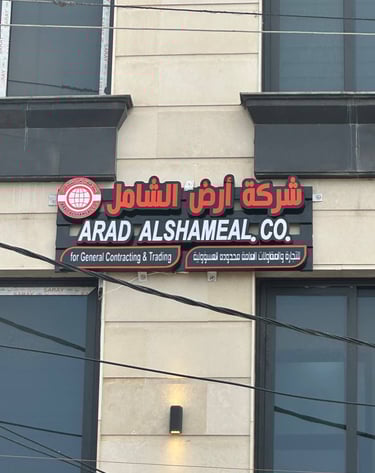 شركة أرض الشامل
ARAD ALSHAMEAL. CO.
for General Contracting & Trading
للتجارة والمقاولات العامة محدودة المسؤولية